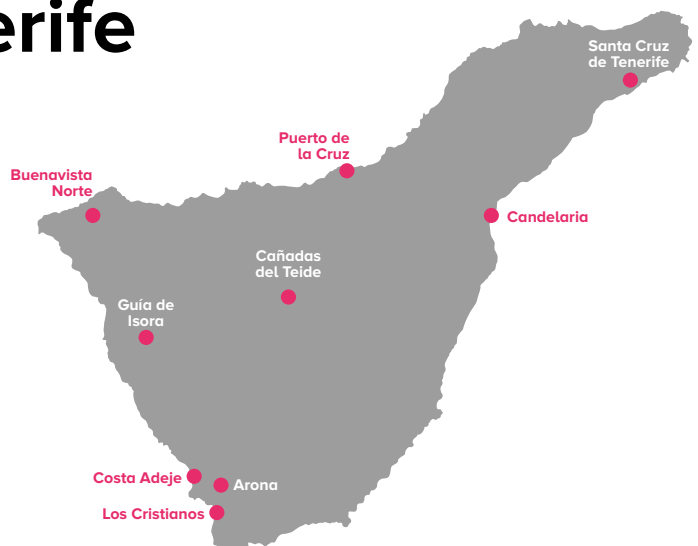 erife
Santa Cruz
de Tenerife
Puerto de
la Cruz
Buenavista
Norte
Candelaria
Cañadas
del Teide
Guía de
Isora
Costa Adeje
Arona
Los Cristianos